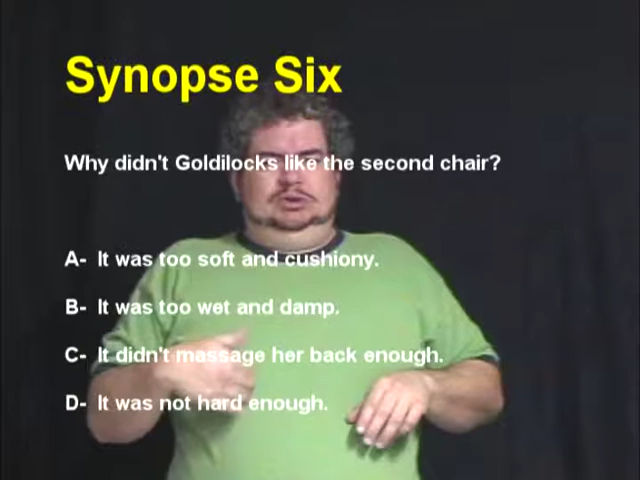 Synopse Six
Why didn't Goldilocks like the second chair?
A- It was too soft and cushiony.
B- It was too wet and damp.
C- It didn't massage her back enough.
D- It was not hard enough.